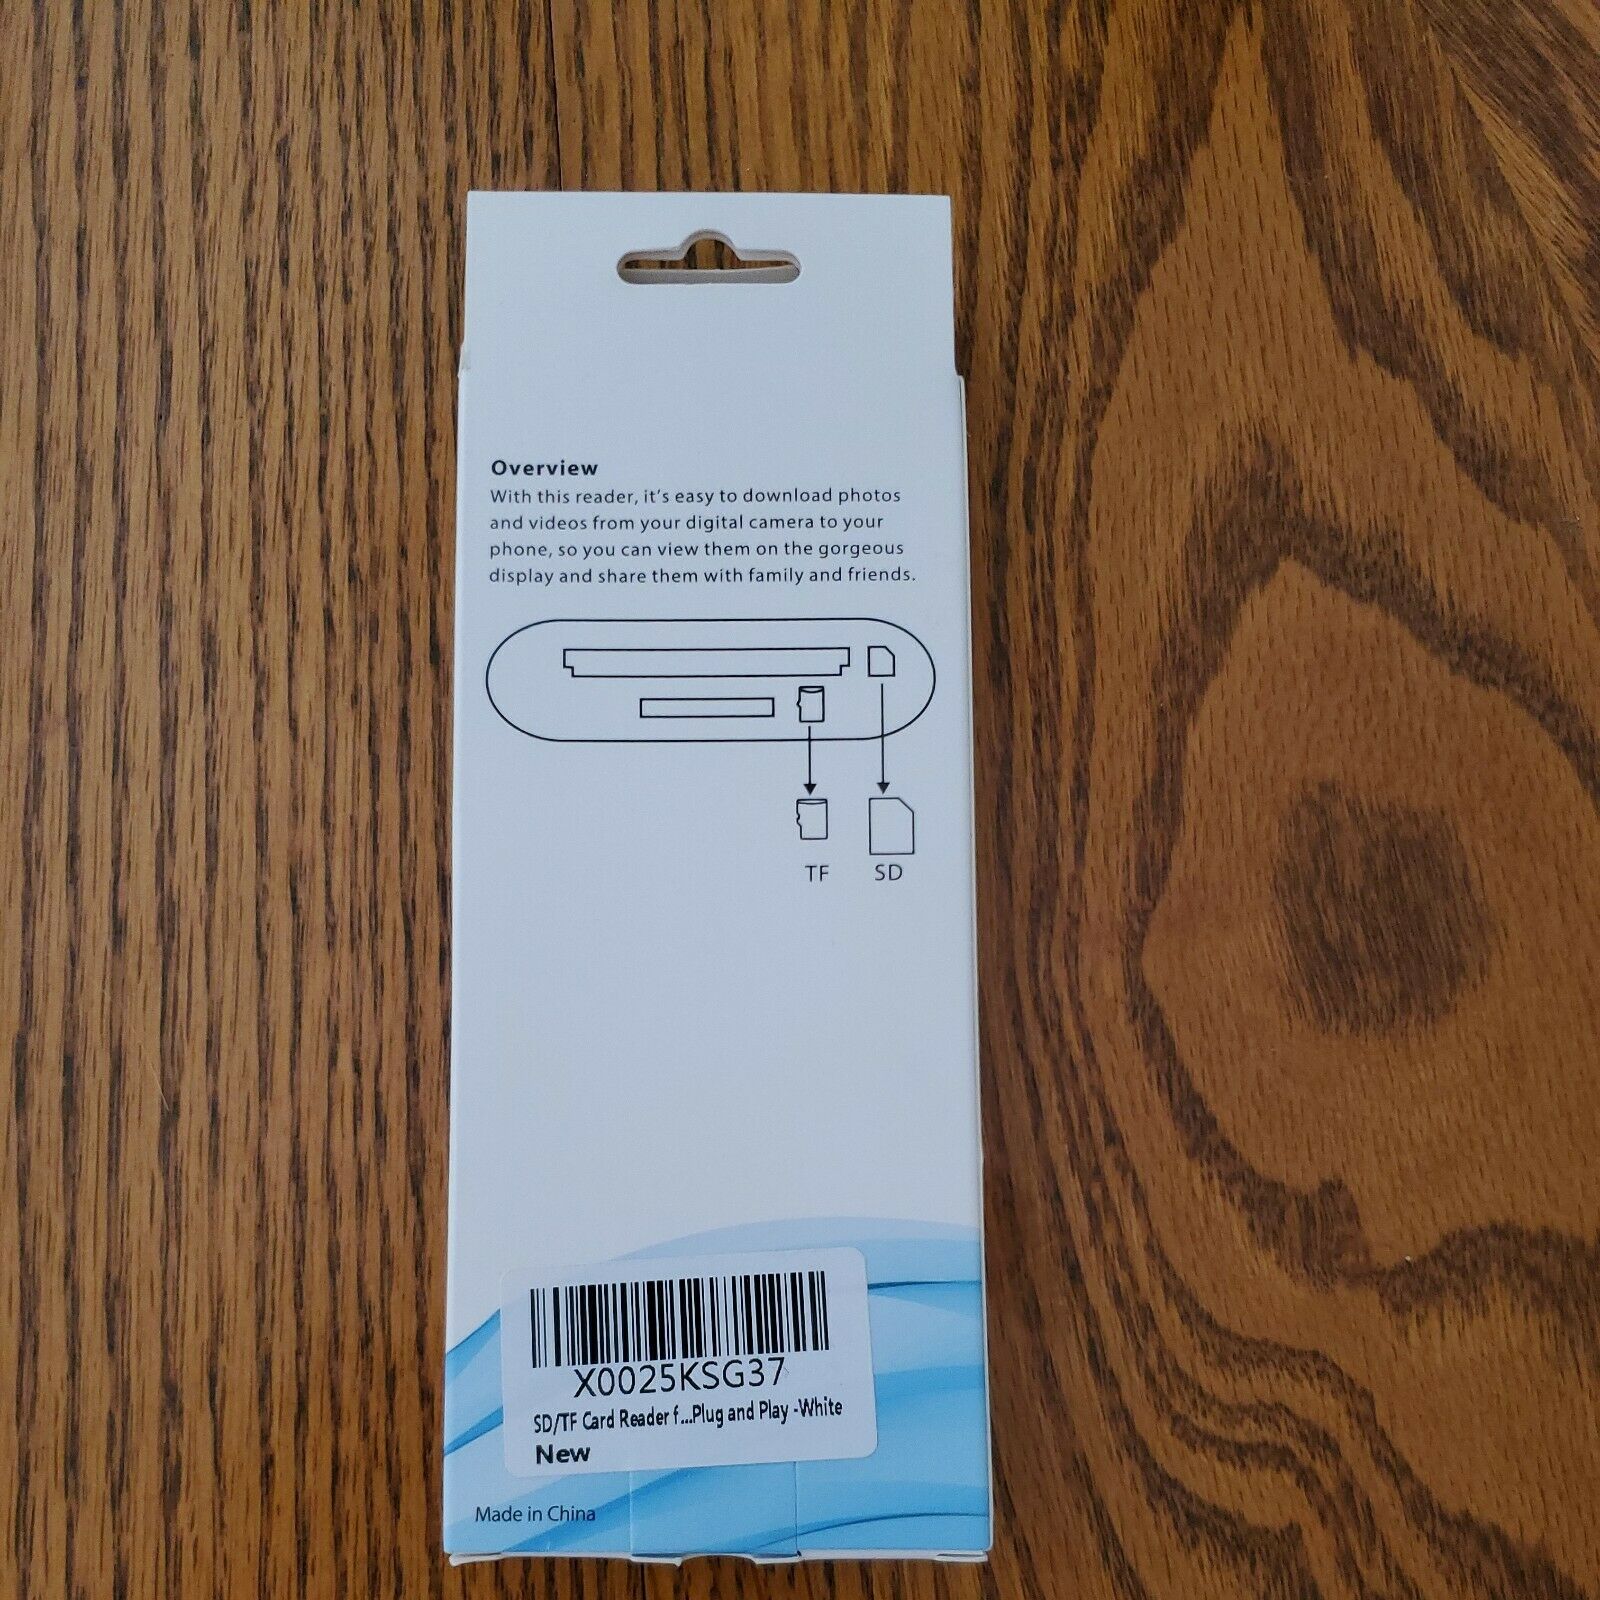 Overview
With this reader, it's easy to download photos
and videos from your digital camera to your
phone, so you can view them on the gorgeous
display and share them with family and friends.
TF SD
X0025KSG37
SD/TF Card Reader f...Plug and Play -White
New
Made in China